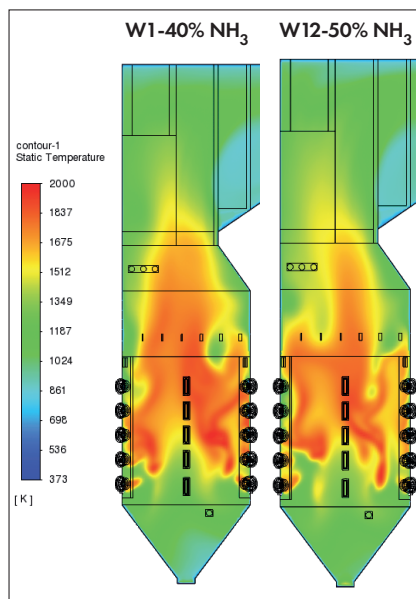 W1-40% NH3
W12-50% NH3
contour-1
Static Temperature
2000
1837
1675
1512
1349
1187
1024
861
698
536
373
[ K ]